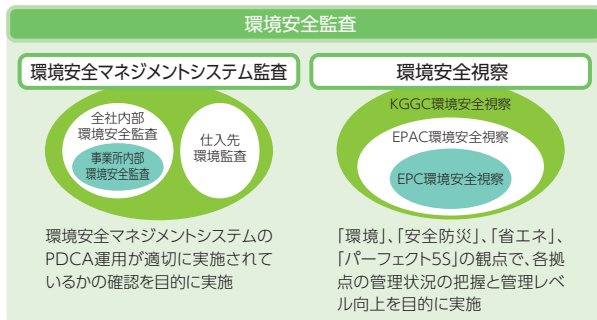 環境安全監査
環境安全マネジメントシステム監査
全社内部
環境安全監査
事業所内部
環境安全監査
仕入先
環境監査
環境安全マネジメントシステムの
PDCA運用が適切に実施されて
いるかの確認を目的に実施
環境安全視察
KGGC環境安全視察
EPAC環境安全視察
EPC環境安全視察
「環境」、「安全防災」、「省エネ」、
「パーフェクト5S」の観点で、各拠
点の管理状況の把握と管理レベ
ル向上を目的に実施